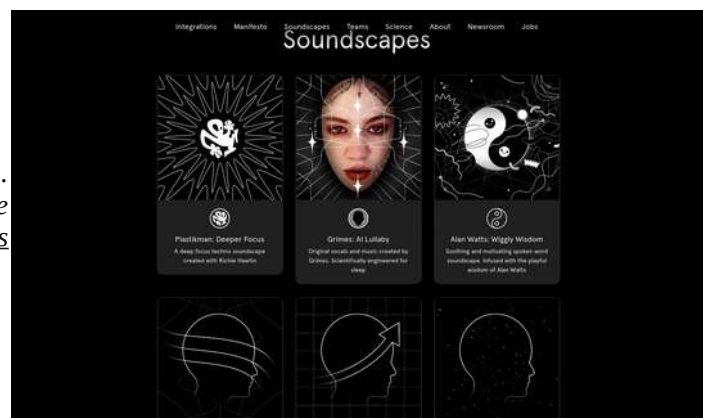 Integrations Manifesto Soundscapes Teams Science About Newsroom Jobs
Soundscapes
.
e
s
Plastikman: Deeper Focus
A deep focus techno soundscape
created with Richie Hawtin
Grimes: AI Lullaby
Original vocals and music created by
Grimes. Scientifically engineered for
sleep
Alan Watts: Wiggly Wisdom
Soothing and motivating spoken word
soundscape. Infused with the playful
wisdom of Alan Watts